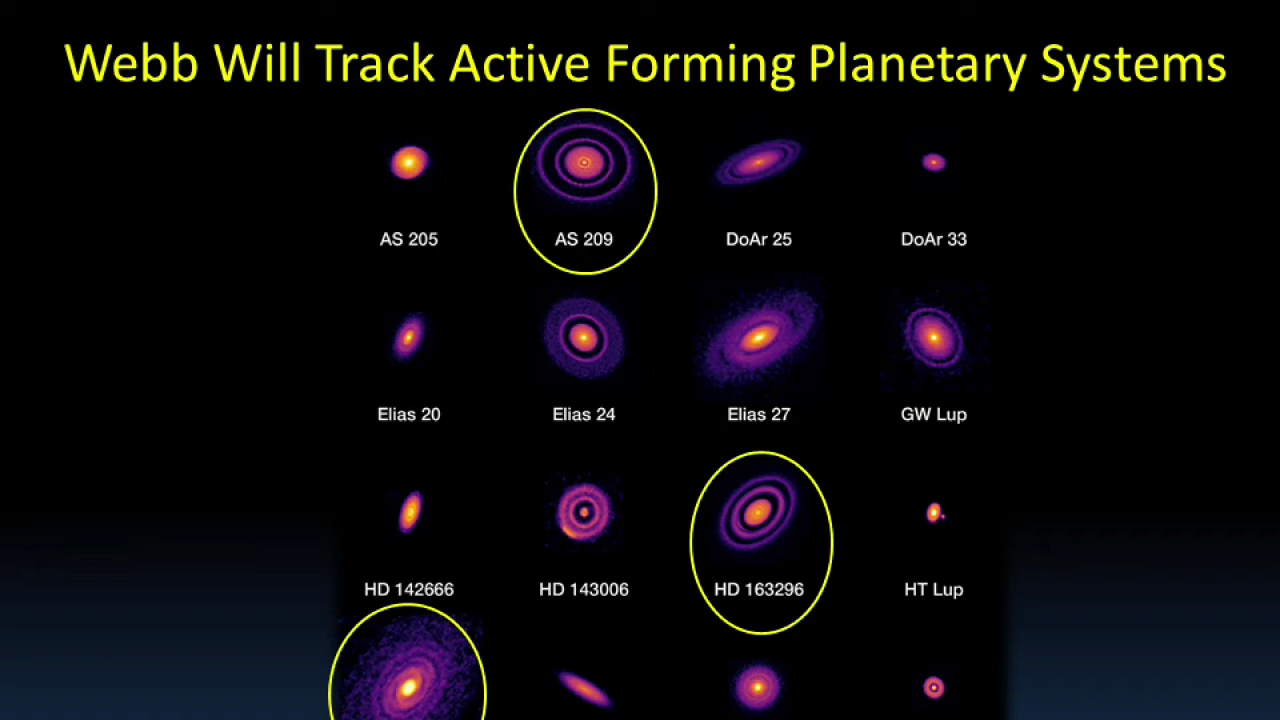 Webb Will Track Active Forming Planetary Systems
AS 205 AS 209 DoAr 25 DoAr 33
Elias 20 Elias 24 Elias 27 GW Lup
HD 142666 HD 143006 HD 163296 HT Lup